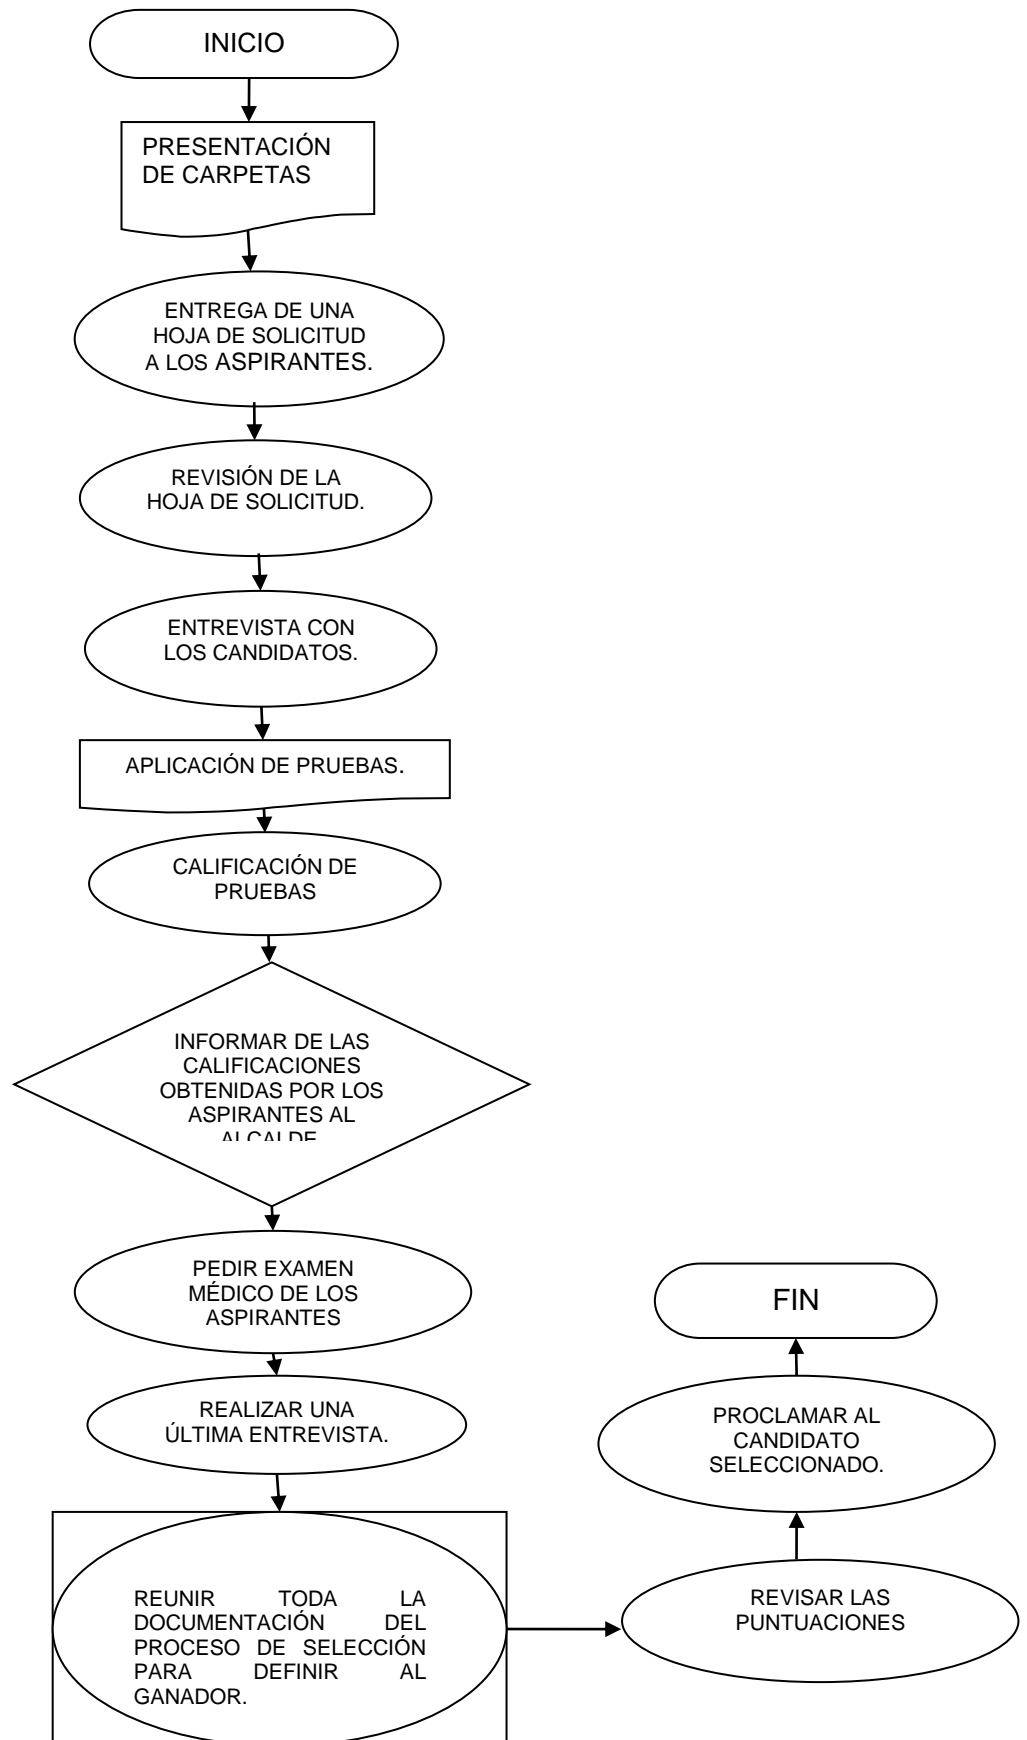 INICIO
PRESENTACIÓN
DE CARPETAS
ENTREGA DE UNA
HOJA DE SOLICITUD
A LOS ASPIRANTES.
REVISIÓN DE LA
HOJA DE SOLICITUD.
ENTREVISTA CON
LOS CANDIDATOS.
APLICACIÓN DE PRUEBAS.
CALIFICACIÓN DE
PRUEBAS
INFORMAR DE LAS
CALIFICACIONES
OBTENIDAS POR LOS
ASPIRANTES AL
ALCALDE
PEDIR EXAMEN
MÉDICO DE LOS
ASPIRANTES
REALIZAR UNA
ÚLTIMA ENTREVISTA.
REUNIR TODA LA
DOCUMENTACIÓN DEL
PROCESO DE SELECCIÓN
PARA DEFINIR AL
GANADOR.
REVISAR LAS
PUNTUACIONES
PROCLAMAR AL
CANDIDATO
SELECCIONADO.
FIN